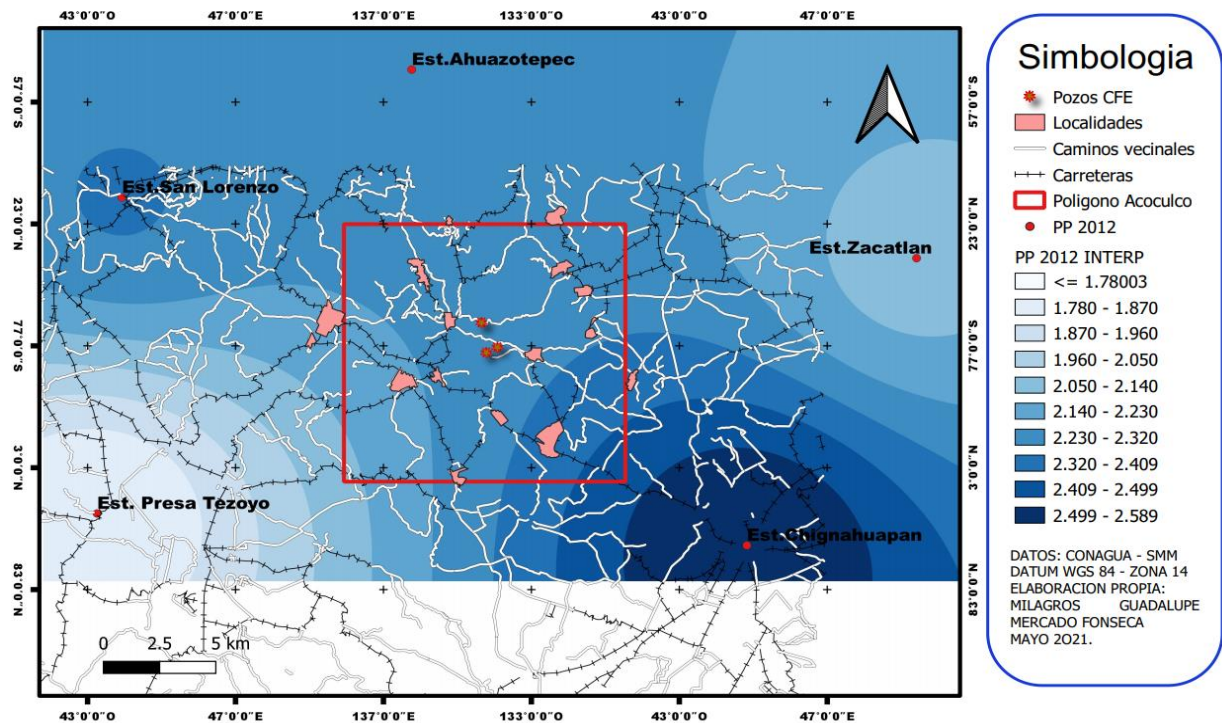 43°0'0"E
47°0'0"E
137°0'0"E
133°0'0"E
43°0'0"E
47°0'0"E
57°0'0"S
23°0'0"N
77°0'0"S
3°0'0"N
83°0'0"N
57°0'0"S
23°0'0"N
77°0'0"S
3°0'0"N
83°0'0"N
Est.Ahuazotepec
Est.San Lorenzo
Est.Zacatlan
Est. Presa Tezoyo
Est.Chignahuapan
0 2.5 5 km
43°0'0"E
47°0'0"E
137°0'0"E
133°0'0"E
43°0'0"E
47°0'0"E
Simbologia
Pozos CFE
Localidades
Caminos vecinales
Carreteras
Poligono Acoculco
PP 2012
PP 2012 INTERP
<= 1.78003
1.780 - 1.870
1.870 - 1.960
1.960 - 2.050
2.050 - 2.140
2.140 - 2.230
2.230 - 2.320
2.320 - 2.409
2.409 - 2.499
2.499 - 2.589
DATOS: CONAGUA - SMM
DATUM WGS 84 - ZONA 14
ELABORACION PROPIA:
MILAGROS GUADALUPE
MERCADO FONSECA
MAYO 2021.